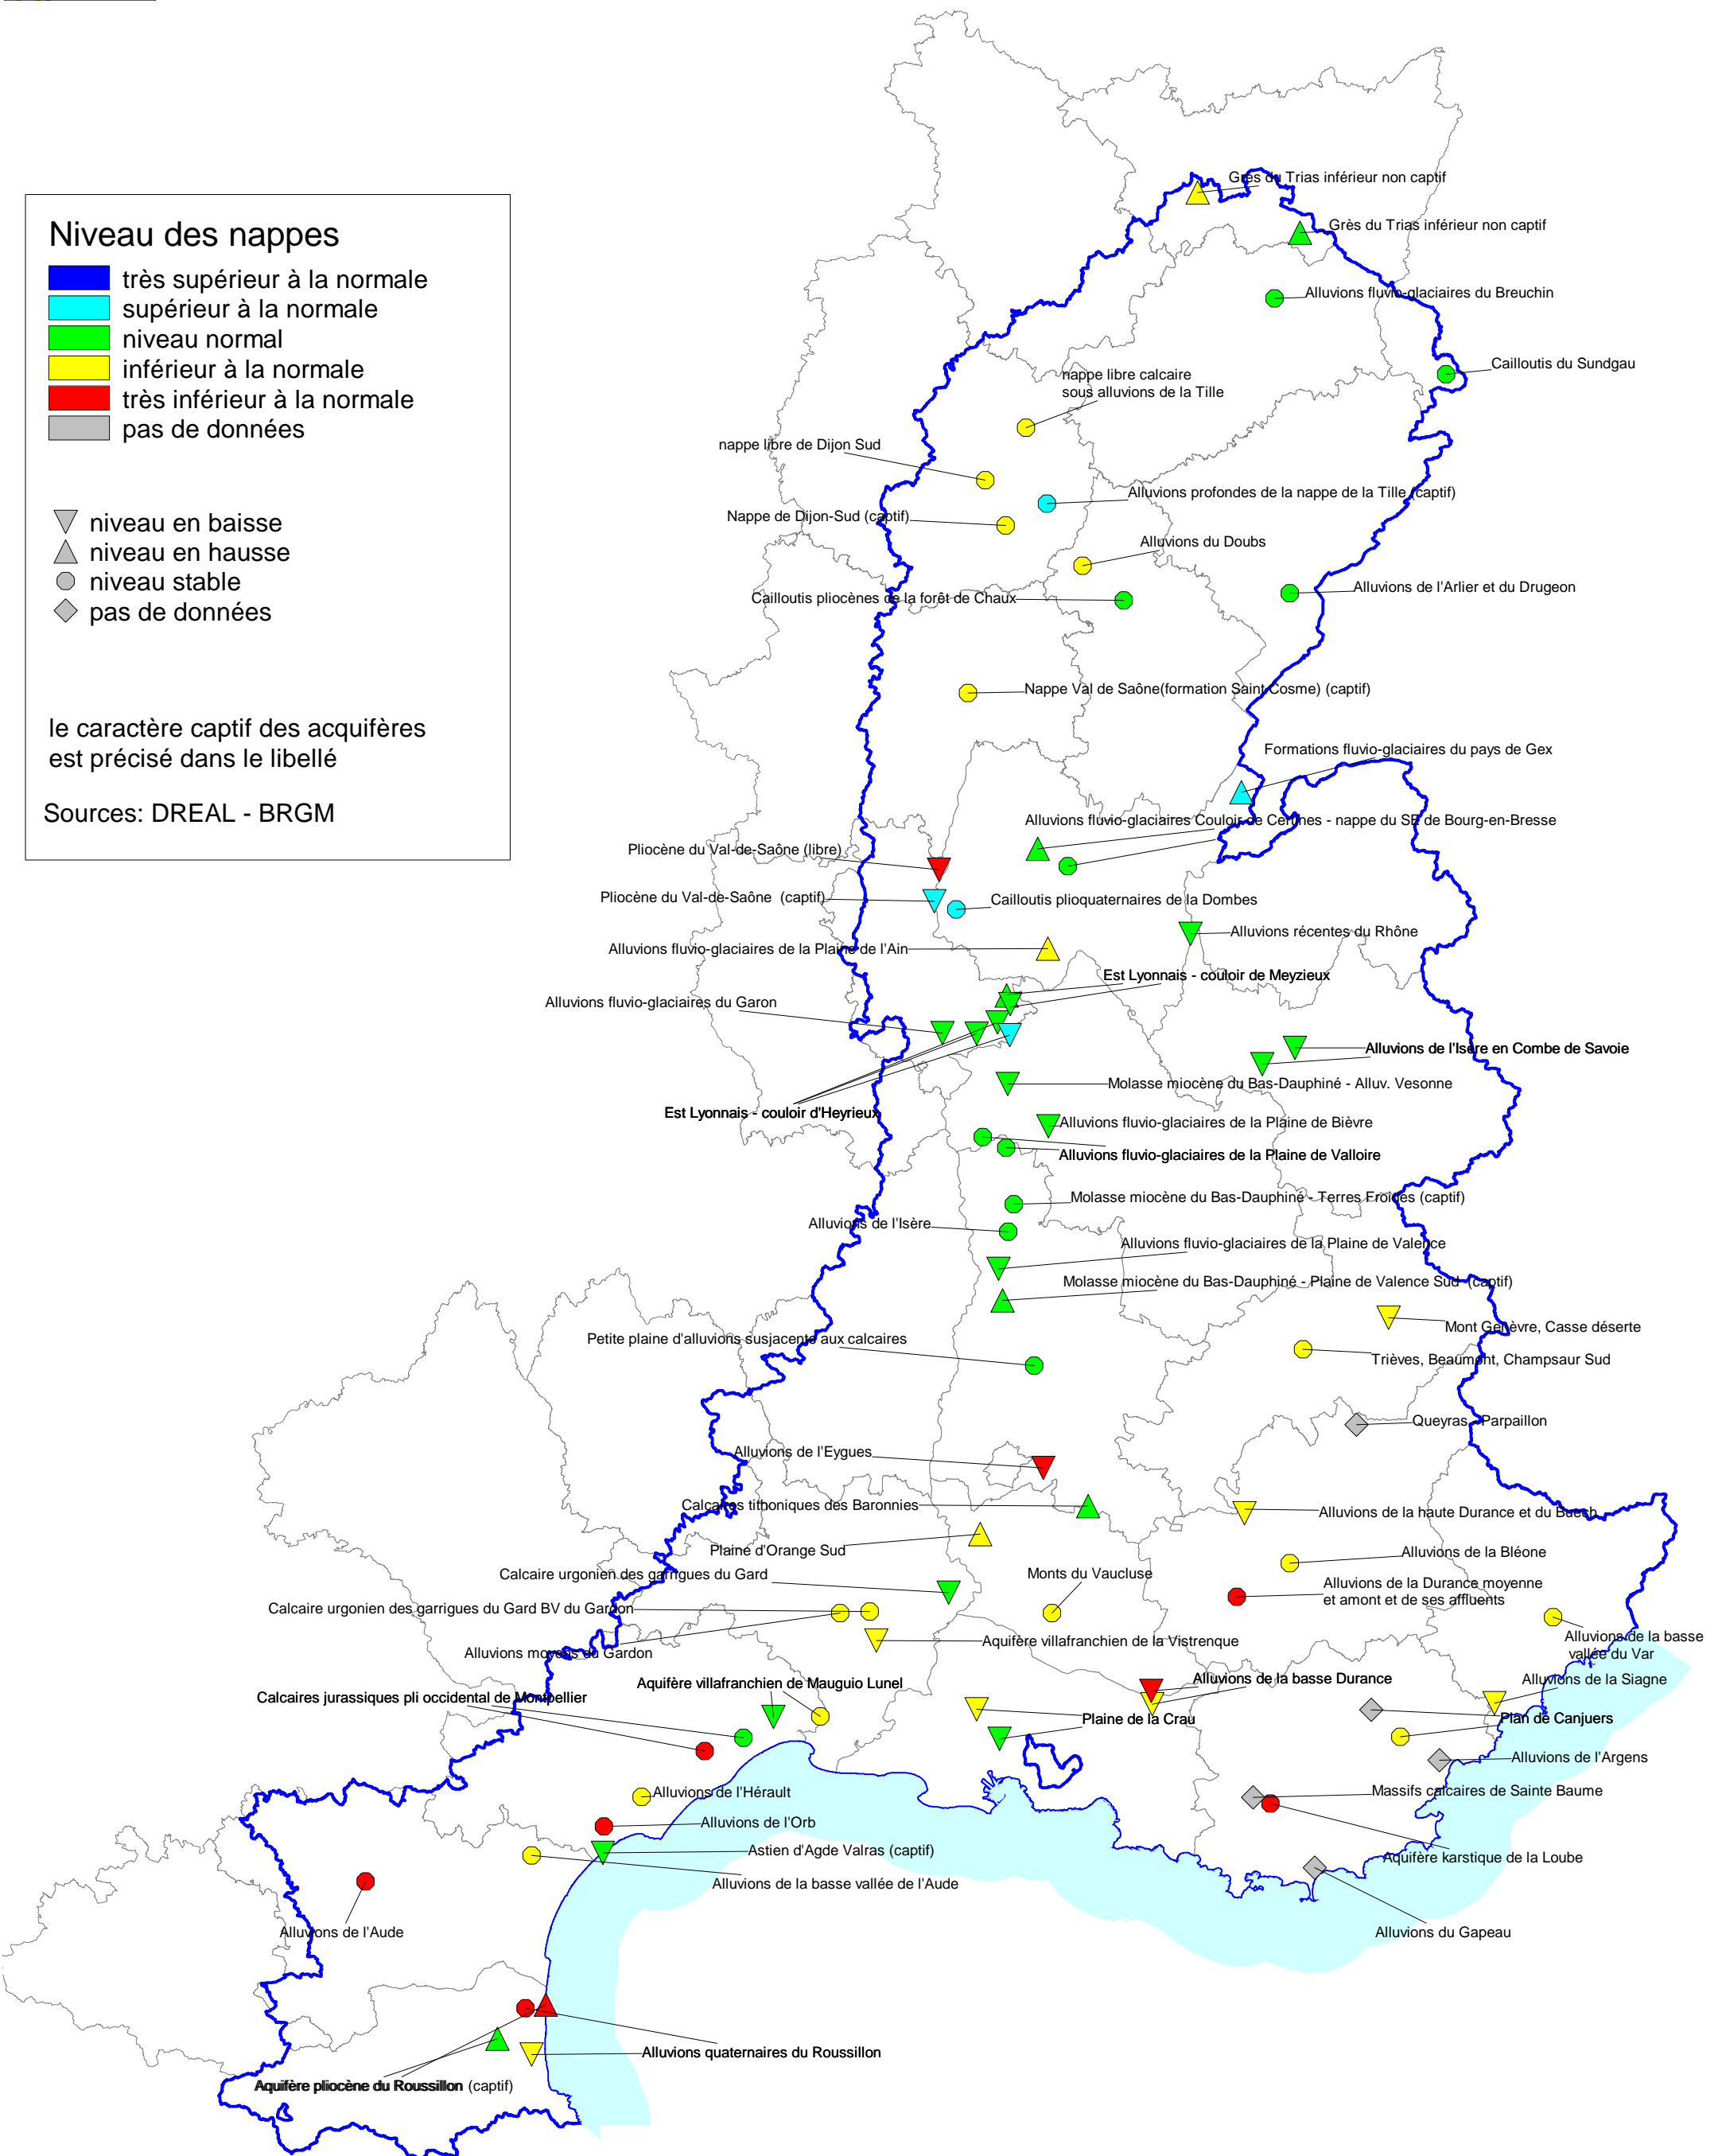 Niveau des nappes
très supérieur à la normale
supérieur à la normale
niveau normal
inférieur à la normale
très inférieur à la normale
pas de données
niveau en baisse
niveau en hausse
niveau stable
pas de données
le caractère captif des acquifères
est précisé dans le libellé
Sources: DREAL - BRGM
Grès du Trias inférieur non captif
Grès du Trias inférieur non captif
Alluvions fluvio-glaciaires du Breuchin
Cailloutis du Sundgau
nappe libre calcaire
sous alluvions de la Tille
nappe libre de Dijon Sud
Alluvions profondes de la nappe de la Tille (captif)
Nappe de Dijon-Sud (captif)
Alluvions du Doubs
Alluvions de l'Arlier et du Drugeon
Cailloutis pliocènes de la forêt de Chaux
Nappe Val de Saône(formation Saint Cosme) (captif)
Formations fluvio-glaciaires du pays de Gex
Alluvions fluvio-glaciaires Couloir de Certines - nappe du SE de Bourg-en-Bresse
Pliocène du Val-de-Saône (libre)
Pliocène du Val-de-Saône (captif)
Cailloutis plioquaternaires de la Dombes
Alluvions récentes du Rhône
Alluvions fluvio-glaciaires de la Plaine de l'Ain
Est Lyonnais - couloir de Meyzieux
Alluvions fluvio-glaciaires du Garon
Alluvions de l'Isère en Combe de Savoie
Molasse miocène du Bas-Dauphiné - Alluv. Vesonne
Est Lyonnais - couloir d'Heyrieux
Alluvions fluvio-glaciaires de la Plaine de Bièvre
Alluvions fluvio-glaciaires de la Plaine de Valloire
Molasse miocène du Bas-Dauphiné - Terres Froides (captif)
Alluvions de l'Isère
Alluvions fluvio-glaciaires de la Plaine de Valence
Molasse miocène du Bas-Dauphiné - Plaine de Valence Sud (captif)
Mont Genèvre, Casse déserte
Petite plaine d'alluvions susjacente aux calcaires
Trièves, Beaumont, Champsaur Sud
Queyras - Parpaillon
Alluvions de l'Eygues
Calcaires tithoniques des Baronnies
Alluvions de la haute Durance et du Buech
Plaine d'Orange Sud
Alluvions de la Bléone
Calcaire urgonien des garrigues du Gard
Monts du Vaucluse
Alluvions de la Durance moyenne
et amont et de ses affluents
Calcaire urgonien des garrigues du Gard BV du Gardon
Alluvions de la basse
vallée du Var
Aquifère villafranchien de la Vistrenque
Alluvions moyens du Gardon
Alluvions de la basse Durance
Alluvions de la Siagne
Aquifère villafranchien de Mauguio Lunel
Calcaires jurassiques pli occidental de Montpellier
Plaine de la Crau
Plan de Canjuers
Alluvions de l'Argens
Alluvions de l'Hérault
Massifs calcaires de Sainte Baume
Alluvions de l'Orb
Astien d'Agde Valras (captif)
Aquifère karstique de la Loube
Alluvions de la basse vallée de l'Aude
Alluvions de l'Aude
Alluvions du Gapeau
Alluvions quaternaires du Roussillon
Aquifère pliocène du Roussillon (captif)